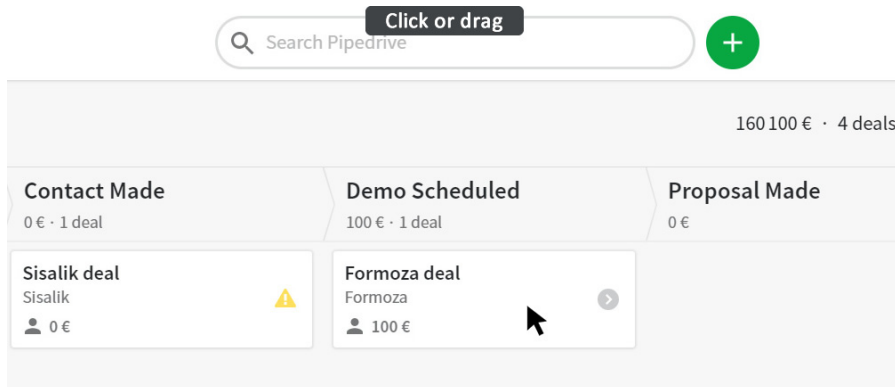 Click or drag
Search Pipedrive
160 100 € · 4 deals
Contact Made
0 € · 1 deal
Demo Scheduled
100 € · 1 deal
Proposal Made
0 €
Sisalik deal
Sisalik
0 €
Formoza deal
Formoza
100 €